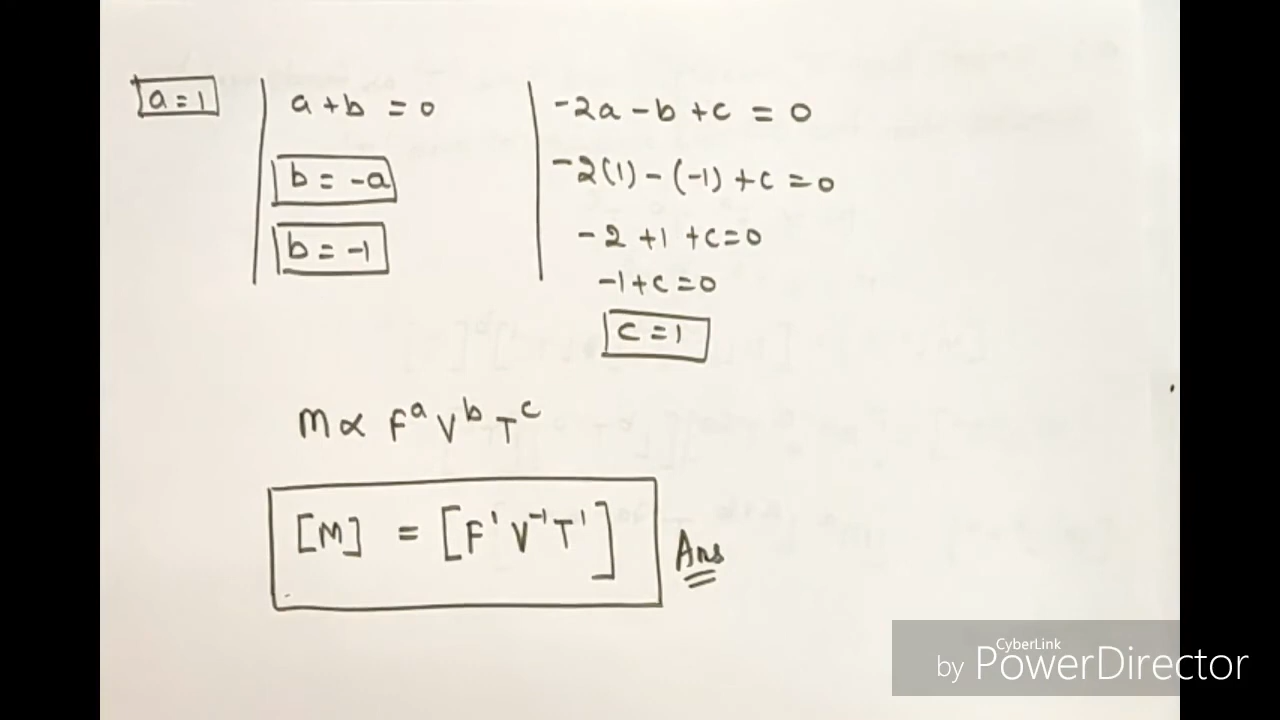 a = 1
a + b = 0
b = -a
b = -1
-2a - b + c = 0
-2(1) - (-1) + c = 0
-2 + 1 + c = 0
-1 + c = 0
c = 1
M ∝ F^a V^b T^c
[M] = [F^1 V^-1 T^1]
Ans
CyberLink
by PowerDirector